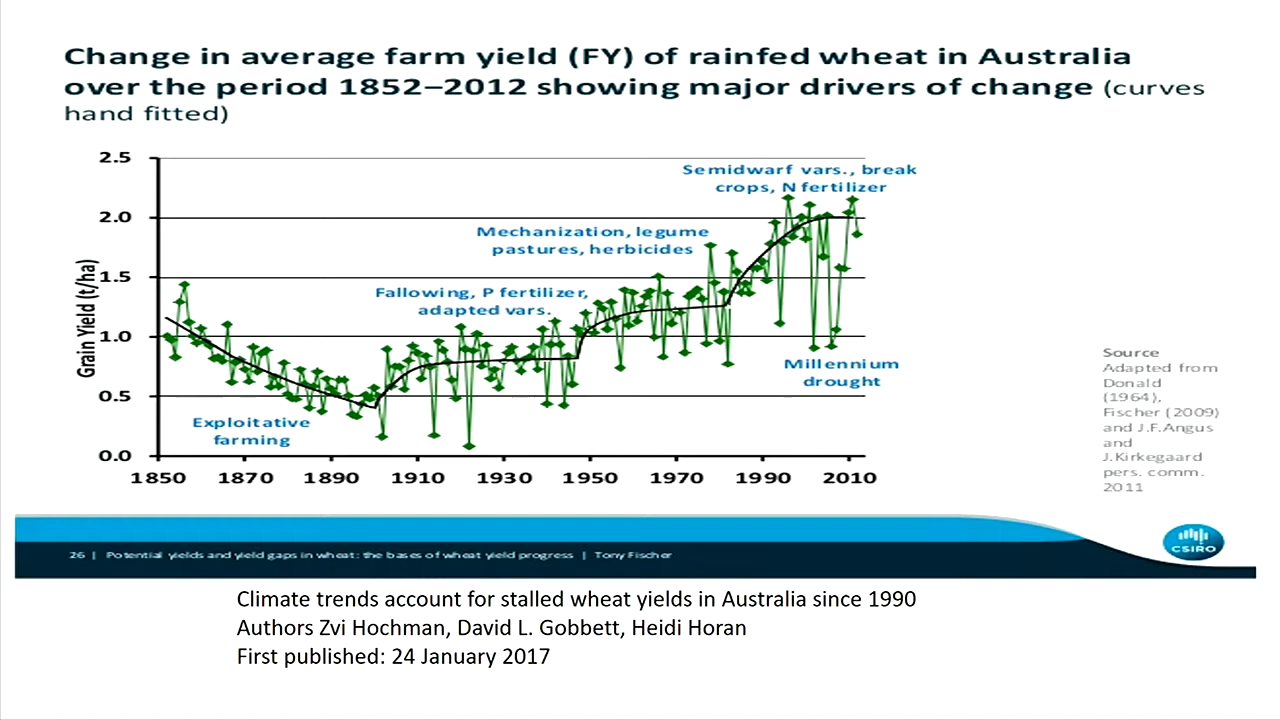 Change in average farm yield (FY) of rainfed wheat in Australia
over the period 1852–2012 showing major drivers of change (curves
hand fitted)
2.5
2.0
1.5
1.0
0.5
0.0
Grain Yield (t/ha)
Semidwarf vars., break
crops, N fertilizer
Mechanization, legume
pastures, herbicides
Fallowing, P fertilizer,
adapted vars.
Millennium
drought
Exploitative
farming
1850 1870 1890 1910 1930 1950 1970 1990 2010
Source
Adapted from
Donald
(1964),
Fischer (2009)
and J.F.Angus
and
J.Kirkegaard
pers. comm.
2011
26 | Potential yields and yield gaps in wheat: the bases of wheat yield progress | Tony Fischer
CSIRO
Climate trends account for stalled wheat yields in Australia since 1990
Authors Zvi Hochman, David L. Gobbett, Heidi Horan
First published: 24 January 2017